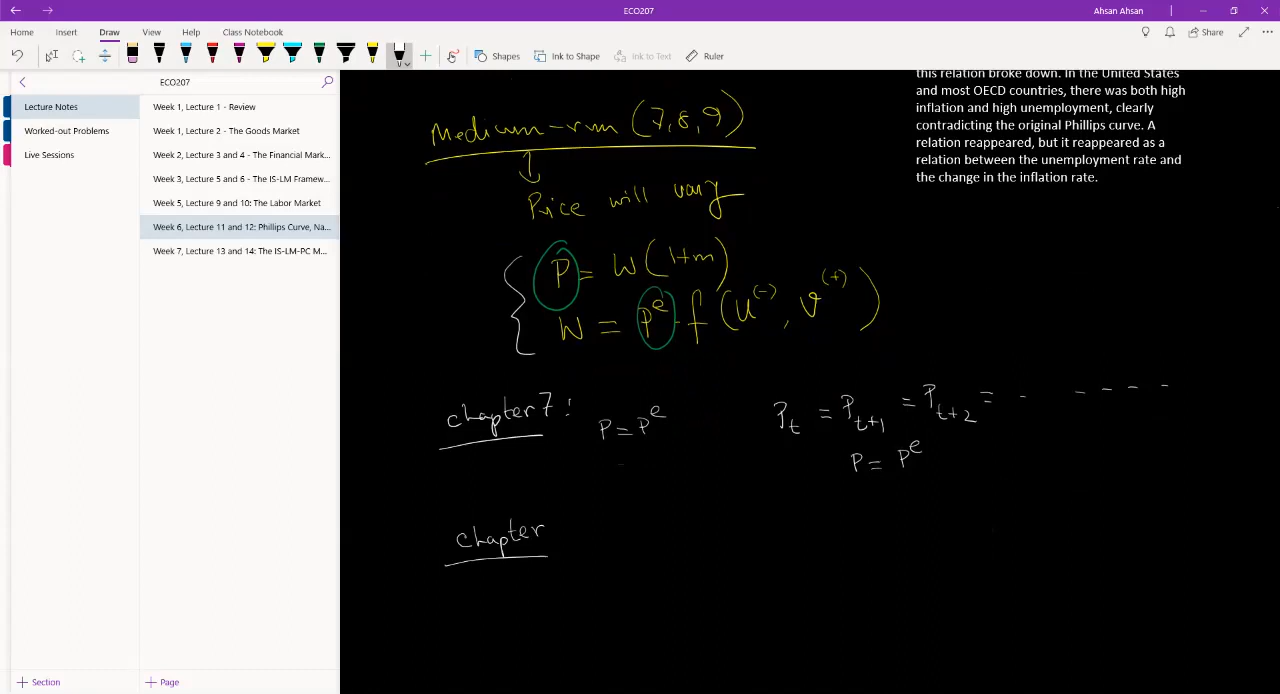 ECO207
Ahsan Ahsan
Home Insert Draw View Help Class Notebook
Share
Shapes Ink to Shape Ink to Text Ruler
ECO207
Lecture Notes
Worked-out Problems
Live Sessions
Week 1, Lecture 1 - Review
Week 1, Lecture 2 - The Goods Market
Week 2, Lecture 3 and 4 - The Financial Mark...
Week 3, Lecture 5 and 6 - The IS-LM Framew...
Week 5, Lecture 9 and 10: The Labor Market
Week 6, Lecture 11 and 12: Phillips Curve, Na...
Week 7, Lecture 13 and 14: The IS-LM-PC M...
+ Section
+ Page
this relation broke down. In the United States
and most OECD countries, there was both high
inflation and high unemployment, clearly
contradicting the original Phillips curve. A
relation reappeared, but it reappeared as a
relation between the unemployment rate and
the change in the inflation rate.
Medium-run (7,8,9)
Price will vary
P = W(1+m)
W = P^e f(u^(-), v^(+))
chapter 7: P = P^e
P_t = P_t+1 = P_t+2 = - - - - -
P = P^e
chapter